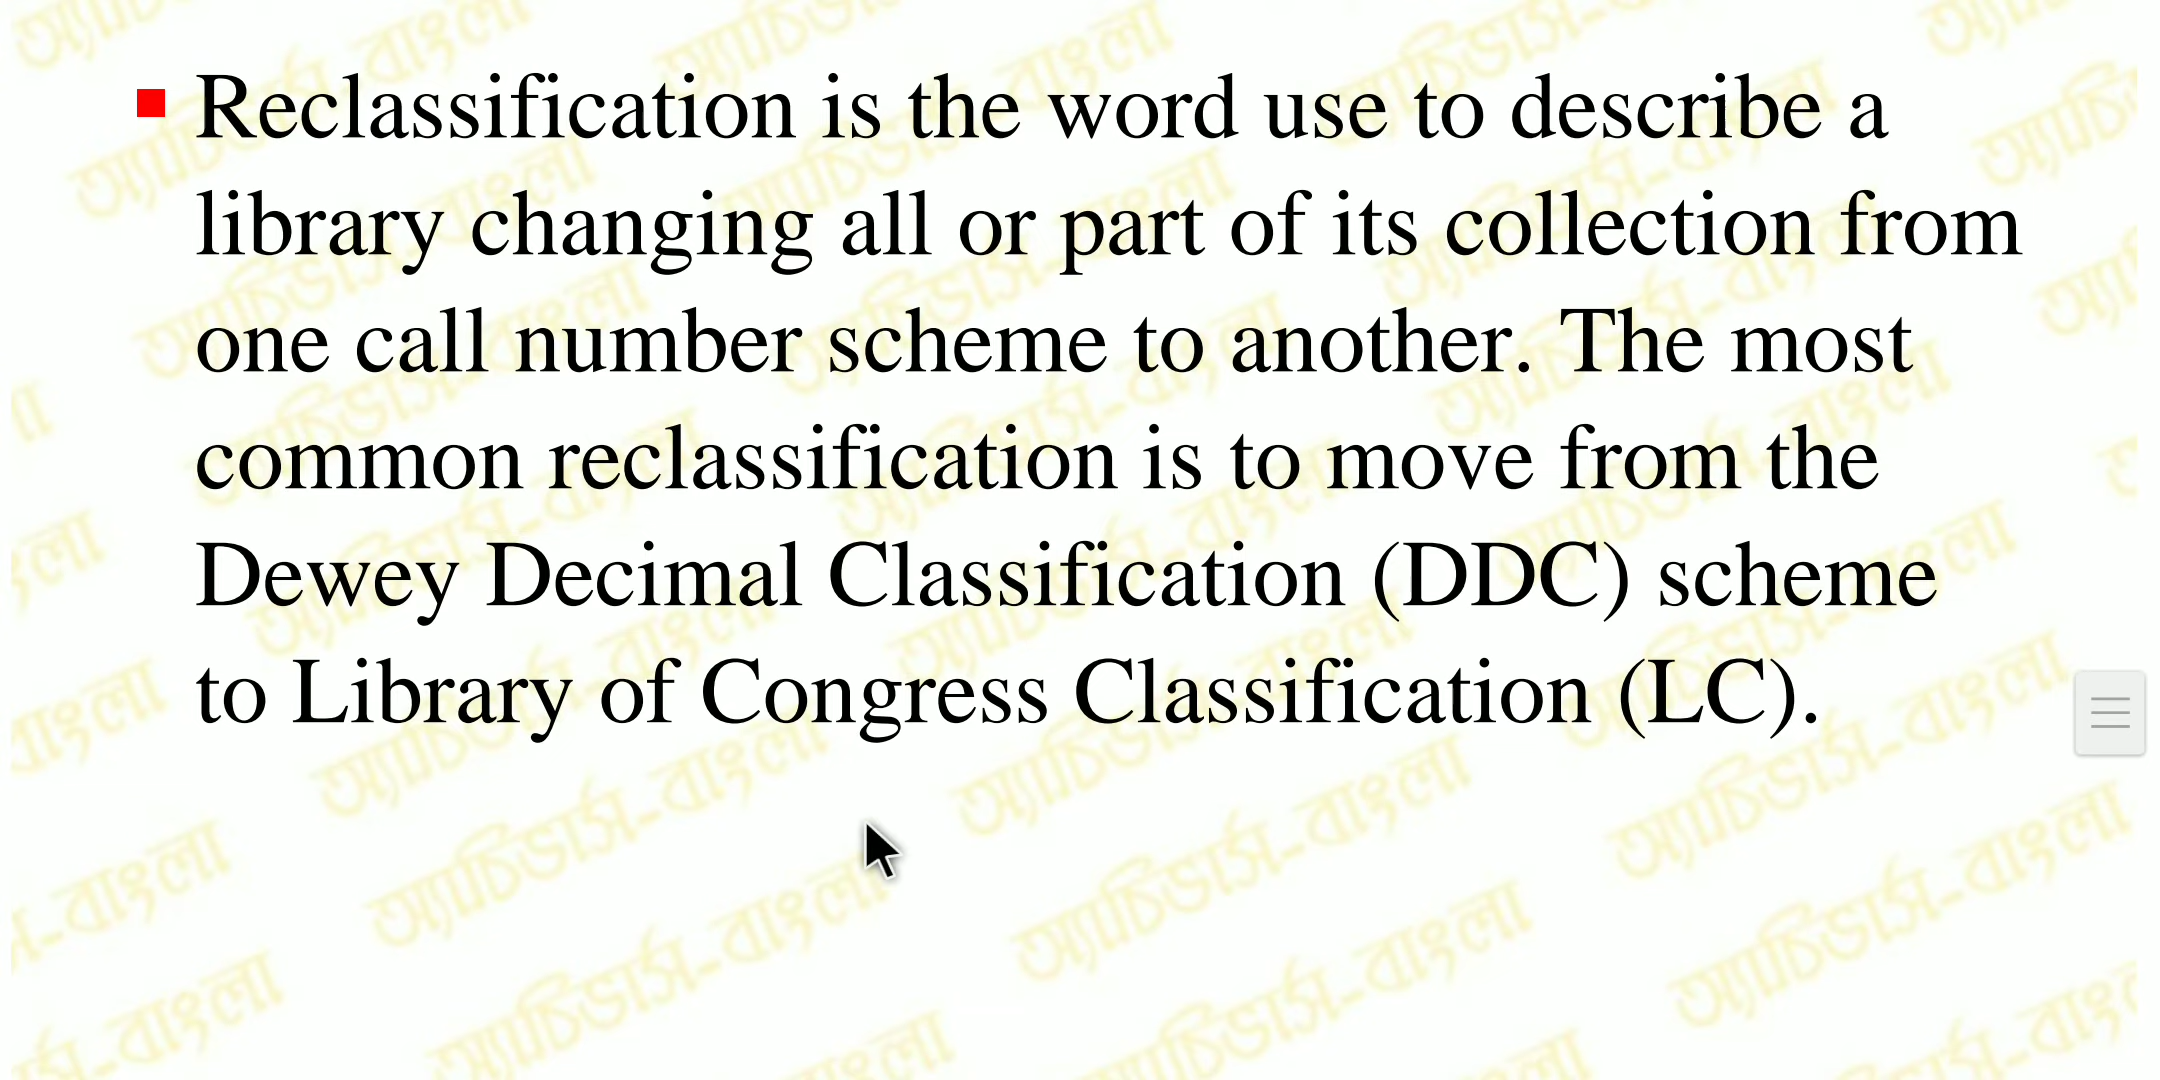 Reclassification is the word use to describe a
library changing all or part of its collection from
one call number scheme to another. The most
common reclassification is to move from the
Dewey Decimal Classification (DDC) scheme
to Library of Congress Classification (LC).
অ্যাচিভার্স-বাংলা